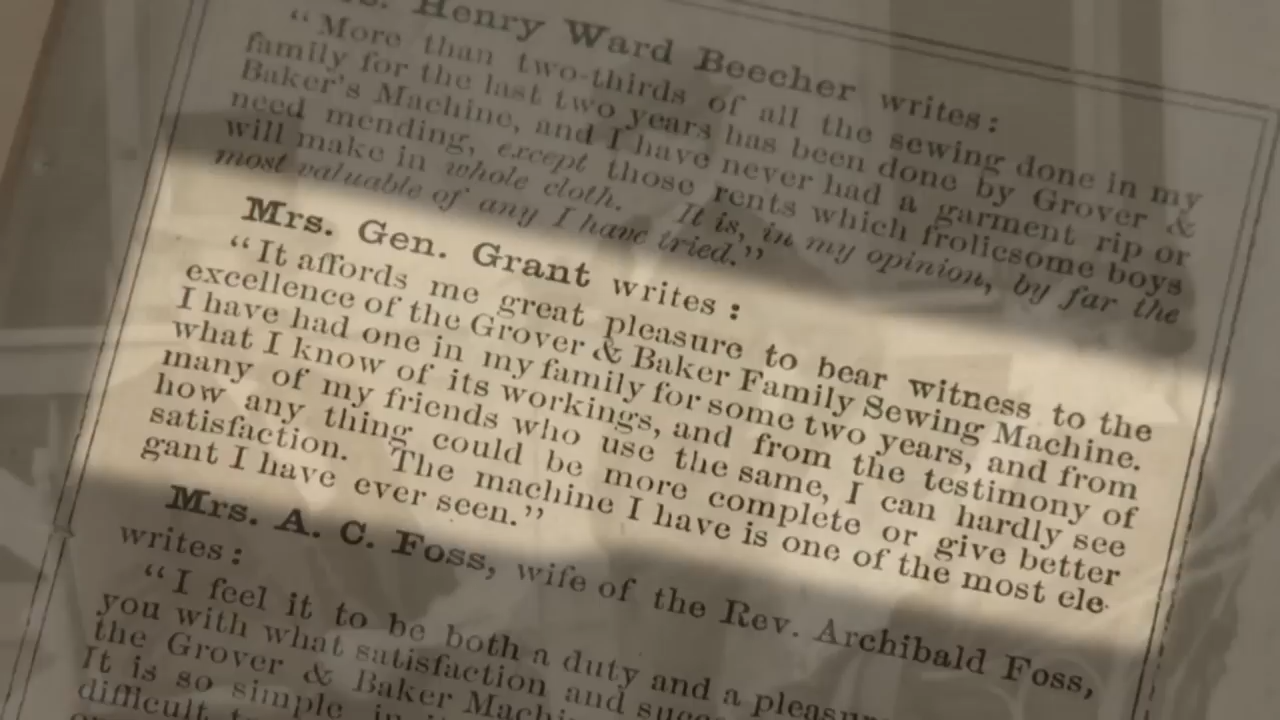 Henry Ward Beecher writes:
“More than two-thirds of all the sewing done in my
family for the last two years has been done by Grover &
Baker's Machine, and I have never had a garment rip or
need mending, except those rents which frolicsome boys
will make in whole cloth. It is, in my opinion, by far the
most valuable of any I have tried.”
Mrs. Gen. Grant writes:
“It affords me great pleasure to bear witness to the
excellence of the Grover & Baker Family Sewing Machine.
I have had one in my family for some two years, and from
what I know of its workings, and from the testimony of
many of my friends who use the same, I can hardly see
how any thing could be more complete or give better
satisfaction. The machine I have is one of the most ele-
gant I have ever seen.”
Mrs. A. C. Foss, wife of the Rev. Archibald Foss,
writes:
“I feel it to be both a duty and a
you with what satisfaction and
the Grover & Baker
It is so simple in
difficult